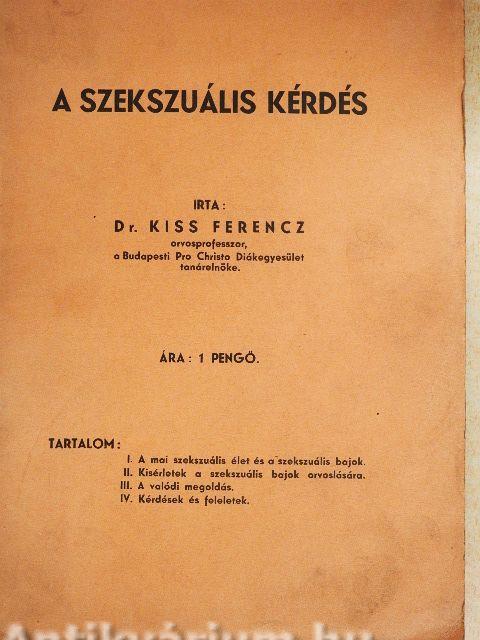 A SZEKSZUÁLIS KÉRDÉS
IRTA:
Dr. KISS FERENCZ
orvosprofesszor,
a Budapesti Pro Christo Diákegyesület
tanárelnöke.
ÁRA: 1 PENGŐ.
TARTALOM:
I. A mai szekszuális élet és a szekszuális bajok.
II. Kisérletek a szekszuális bajok orvoslására.
III. A valódi megoldás.
IV. Kérdések és feleletek.
Antikvárium.hu